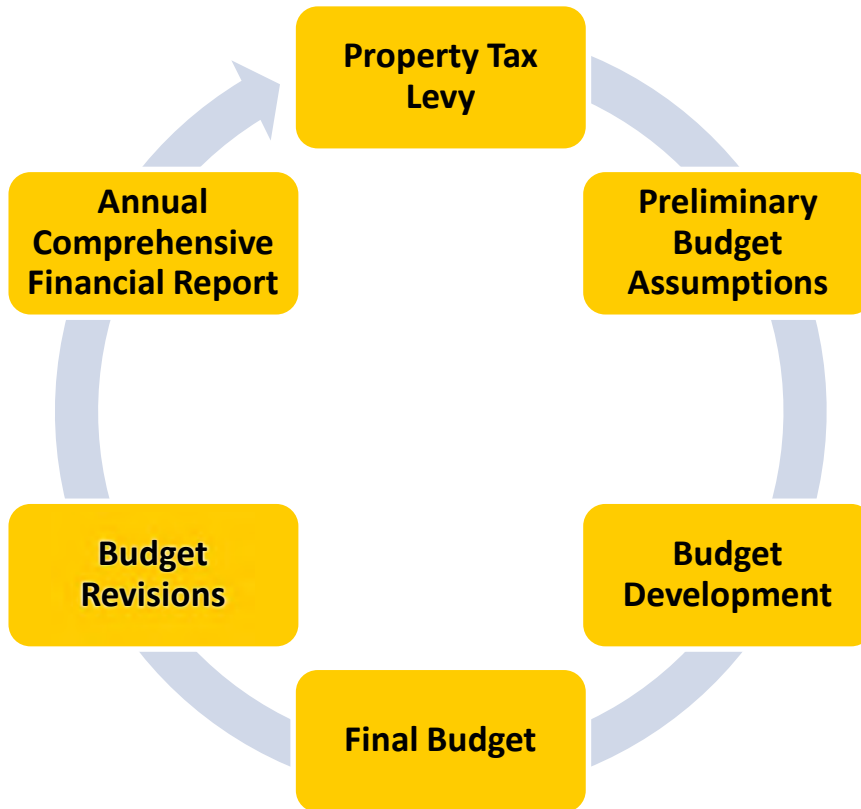 Property Tax
Levy
Preliminary
Budget
Assumptions
Budget
Development
Final Budget
Budget
Revisions
Annual
Comprehensive
Financial Report